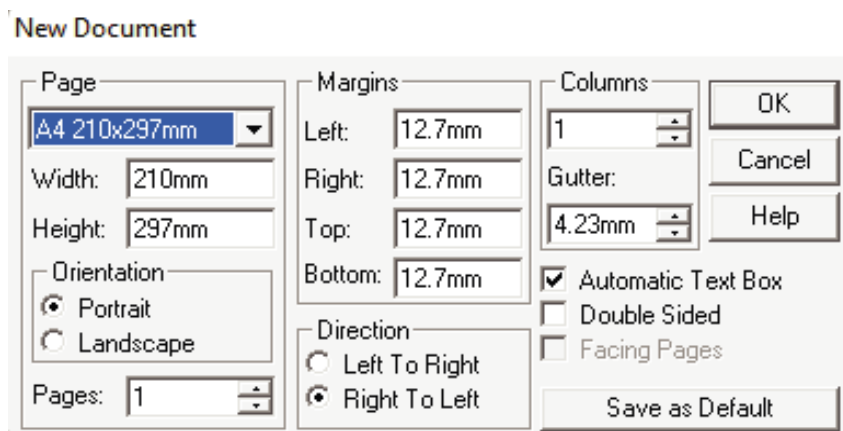 New Document
Page
A4 210x297mm
Width: 210mm
Height: 297mm
Orientation
Portrait
Landscape
Pages: 1
Margins
Left: 12.7mm
Right: 12.7mm
Top: 12.7mm
Bottom: 12.7mm
Direction
Left To Right
Right To Left
Columns
1
Gutter:
4.23mm
Automatic Text Box
Double Sided
Facing Pages
OK
Cancel
Help
Save as Default